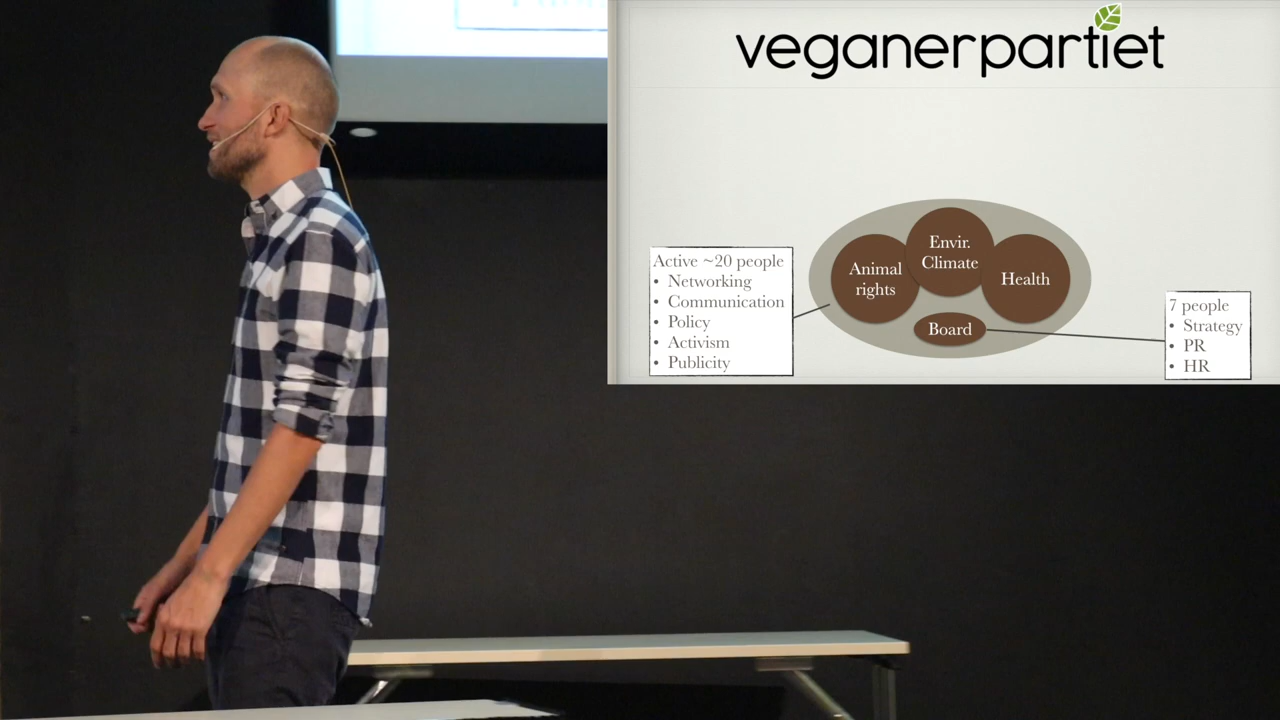 veganerpartiet
Envir.
Climate
Animal
rights
Health
Board
Active ~20 people
• Networking
• Communication
• Policy
• Activism
• Publicity
7 people
• Strategy
• PR
• HR